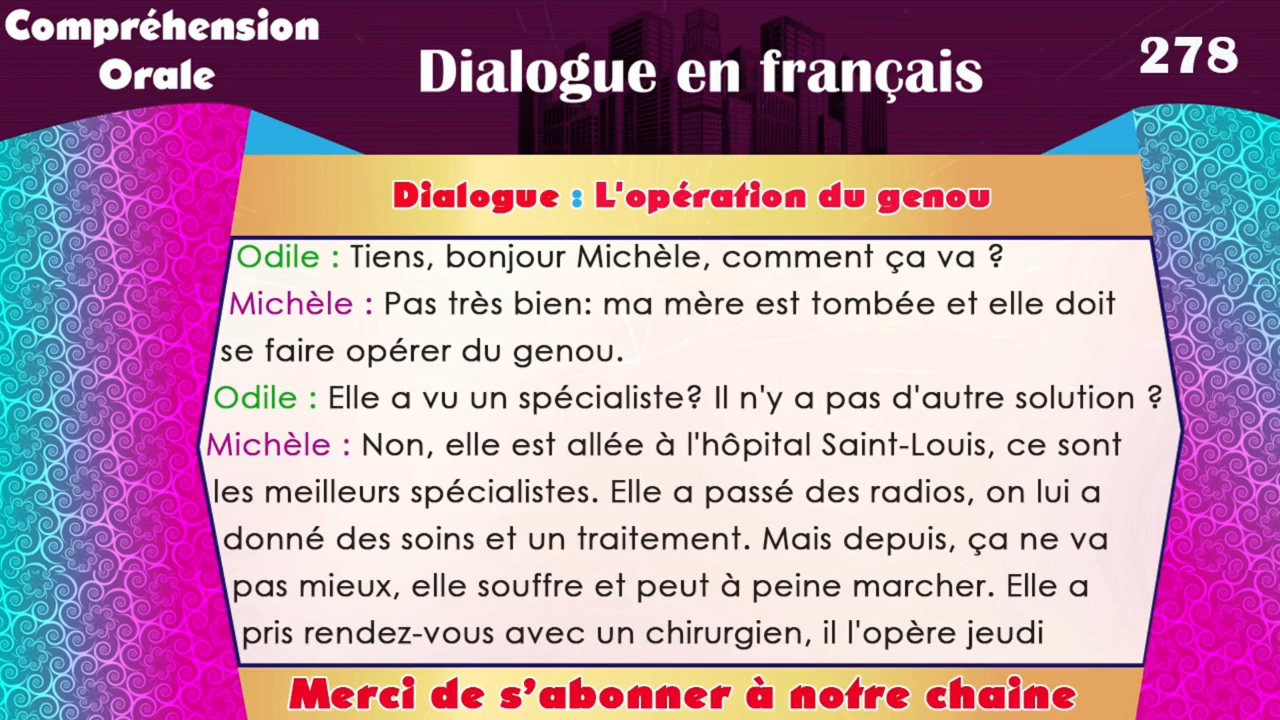 Compréhension
Orale
Dialogue en français
278
Dialogue : L'opération du genou
Odile : Tiens, bonjour Michèle, comment ça va ?
Michèle : Pas très bien: ma mère est tombée et elle doit
se faire opérer du genou.
Odile : Elle a vu un spécialiste? Il n'y a pas d'autre solution ?
Michèle : Non, elle est allée à l'hôpital Saint-Louis, ce sont
les meilleurs spécialistes. Elle a passé des radios, on lui a
donné des soins et un traitement. Mais depuis, ça ne va
pas mieux, elle souffre et peut à peine marcher. Elle a
pris rendez-vous avec un chirurgien, il l'opère jeudi
Merci de s’abonner à notre chaine